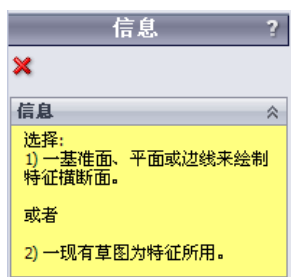 信息 ?
信息
选择:
1) 一基准面、平面或边线来绘制
特征横断面。
或者
2) 一现有草图为特征所用。